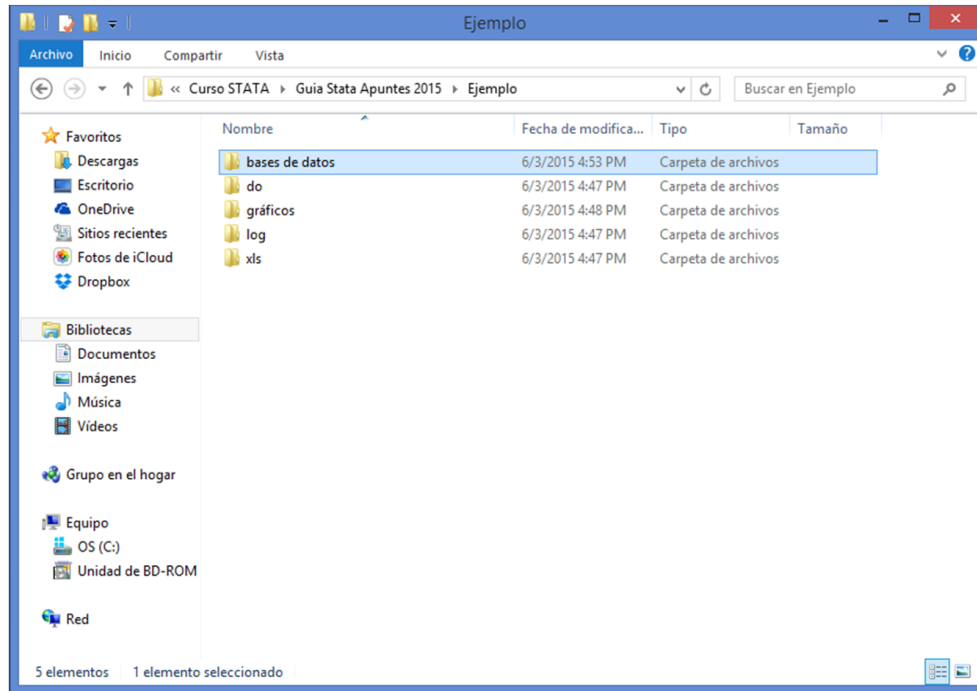 Ejemplo
Archivo Inicio Compartir Vista
« Curso STATA Guia Stata Apuntes 2015 Ejemplo Buscar en Ejemplo
Nombre Fecha de modifica... Tipo Tamaño
Favoritos
Descargas
Escritorio
OneDrive
Sitios recientes
Fotos de iCloud
Dropbox
Bibliotecas
Documentos
Imágenes
Música
Vídeos
Grupo en el hogar
Equipo
OS (C:)
Unidad de BD-ROM
Red
bases de datos 6/3/2015 4:53 PM Carpeta de archivos
do 6/3/2015 4:47 PM Carpeta de archivos
gráficos 6/3/2015 4:48 PM Carpeta de archivos
log 6/3/2015 4:47 PM Carpeta de archivos
xls 6/3/2015 4:47 PM Carpeta de archivos
5 elementos 1 elemento seleccionado